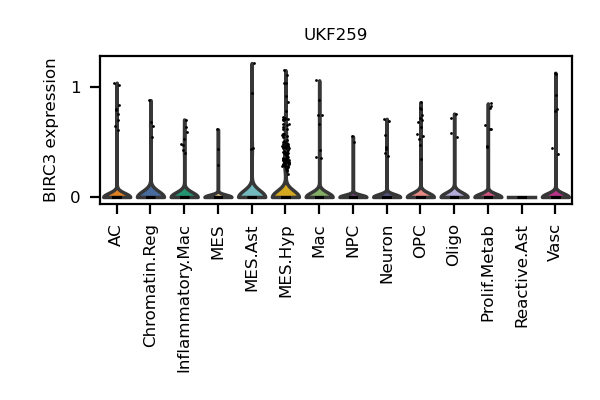 UKF259
BIRC3 expression
1
0
AC
Chromatin.Reg
Inflammatory.Mac
MES
MES.Ast
MES.Hyp
Mac
NPC
Neuron
OPC
Oligo
Prolif.Metab
Reactive.Ast
Vasc